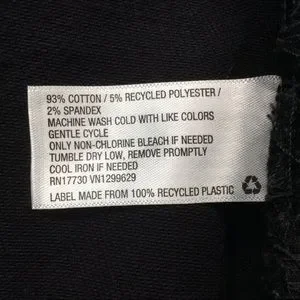 93% COTTON / 5% RECYCLED POLYESTER /
2% SPANDEX
MACHINE WASH COLD WITH LIKE COLORS
GENTLE CYCLE
ONLY NON-CHLORINE BLEACH IF NEEDED
TUMBLE DRY LOW, REMOVE PROMPTLY
COOL IRON IF NEEDED
RN17730 VN1299629
LABEL MADE FROM 100% RECYCLED PLASTIC